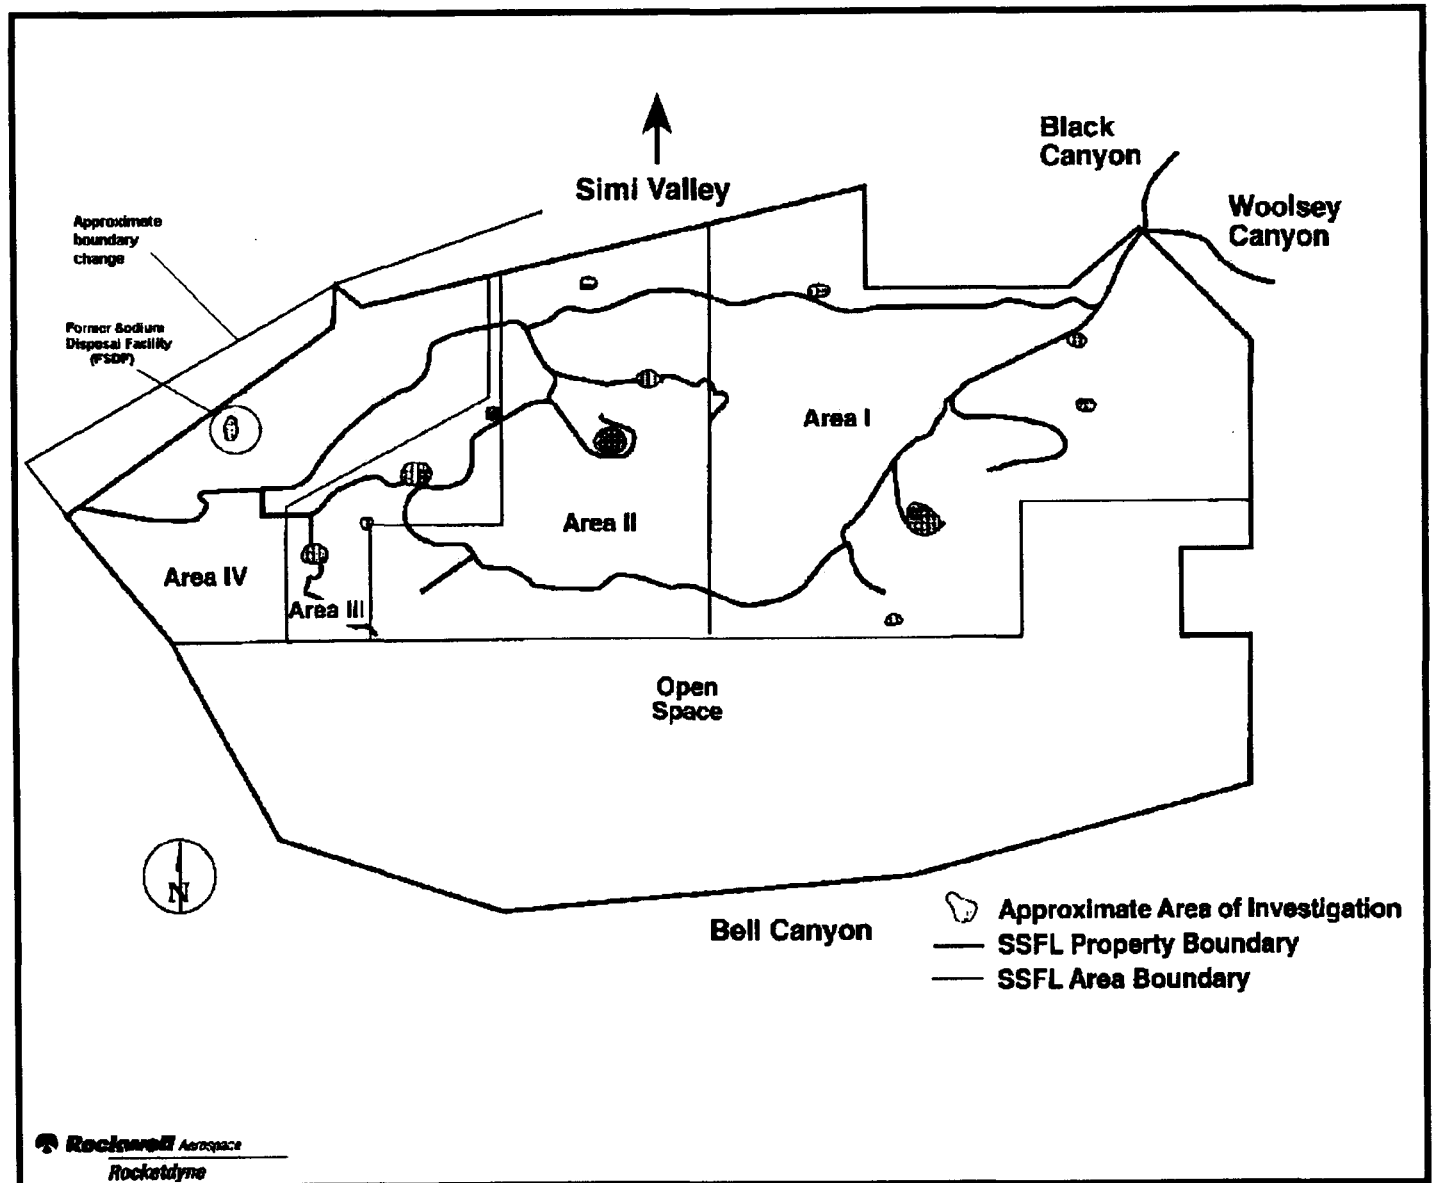 Black
Canyon
Simi Valley
Woolsey
Canyon
Approximate
boundary
change
Former Sodium
Disposal Facility
(FSDF)
Area I
Area II
Area IV
Area III
Open
Space
N
Bell Canyon
Approximate Area of Investigation
SSFL Property Boundary
SSFL Area Boundary
Rockwell Aerospace
Rocketdyne